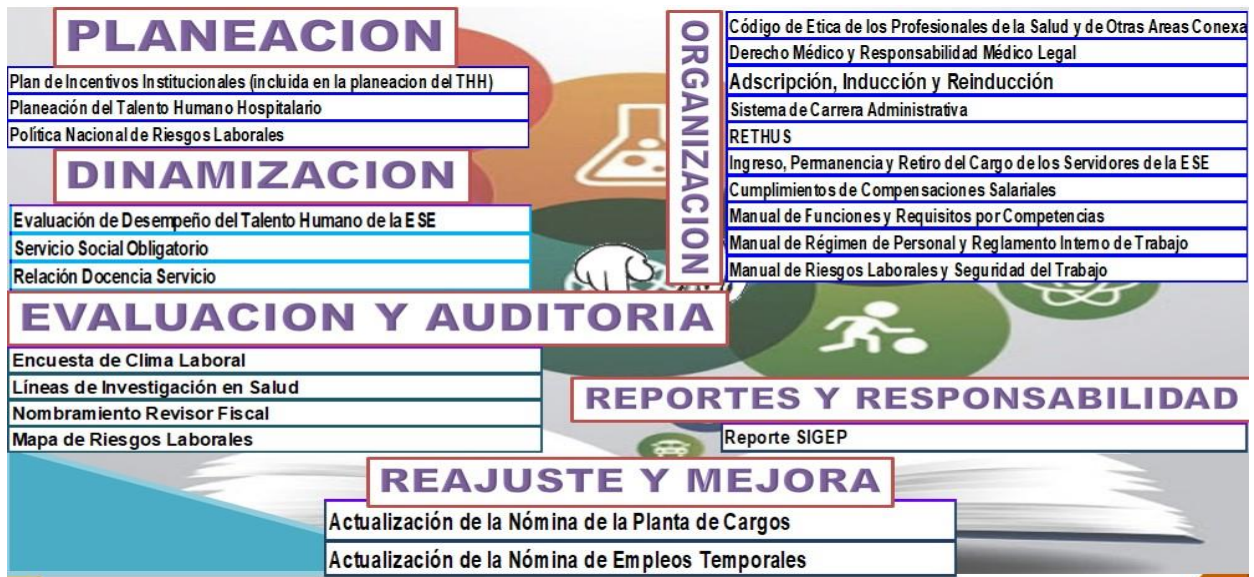 PLANEACION
Plan de Incentivos Institucionales (incluida en la planeacion del THH)
Planeación del Talento Humano Hospitalario
Política Nacional de Riesgos Laborales
DINAMIZACION
Evaluación de Desempeño del Talento Humano de la ESE
Servicio Social Obligatorio
Relación Docencia Servicio
ORGANIZACION
Código de Etica de los Profesionales de la Salud y de Otras Areas Conexa
Derecho Médico y Responsabilidad Médico Legal
Adscripción, Inducción y Reinducción
Sistema de Carrera Administrativa
RETHUS
Ingreso, Permanencia y Retiro del Cargo de los Servidores de la ESE
Cumplimientos de Compensaciones Salariales
Manual de Funciones y Requisitos por Competencias
Manual de Régimen de Personal y Reglamento Interno de Trabajo
Manual de Riesgos Laborales y Seguridad del Trabajo
EVALUACION Y AUDITORIA
Encuesta de Clima Laboral
Líneas de Investigación en Salud
Nombramiento Revisor Fiscal
Mapa de Riesgos Laborales
REPORTES Y RESPONSABILIDAD
Reporte SIGEP
REAJUSTE Y MEJORA
Actualización de la Nómina de la Planta de Cargos
Actualización de la Nómina de Empleos Temporales